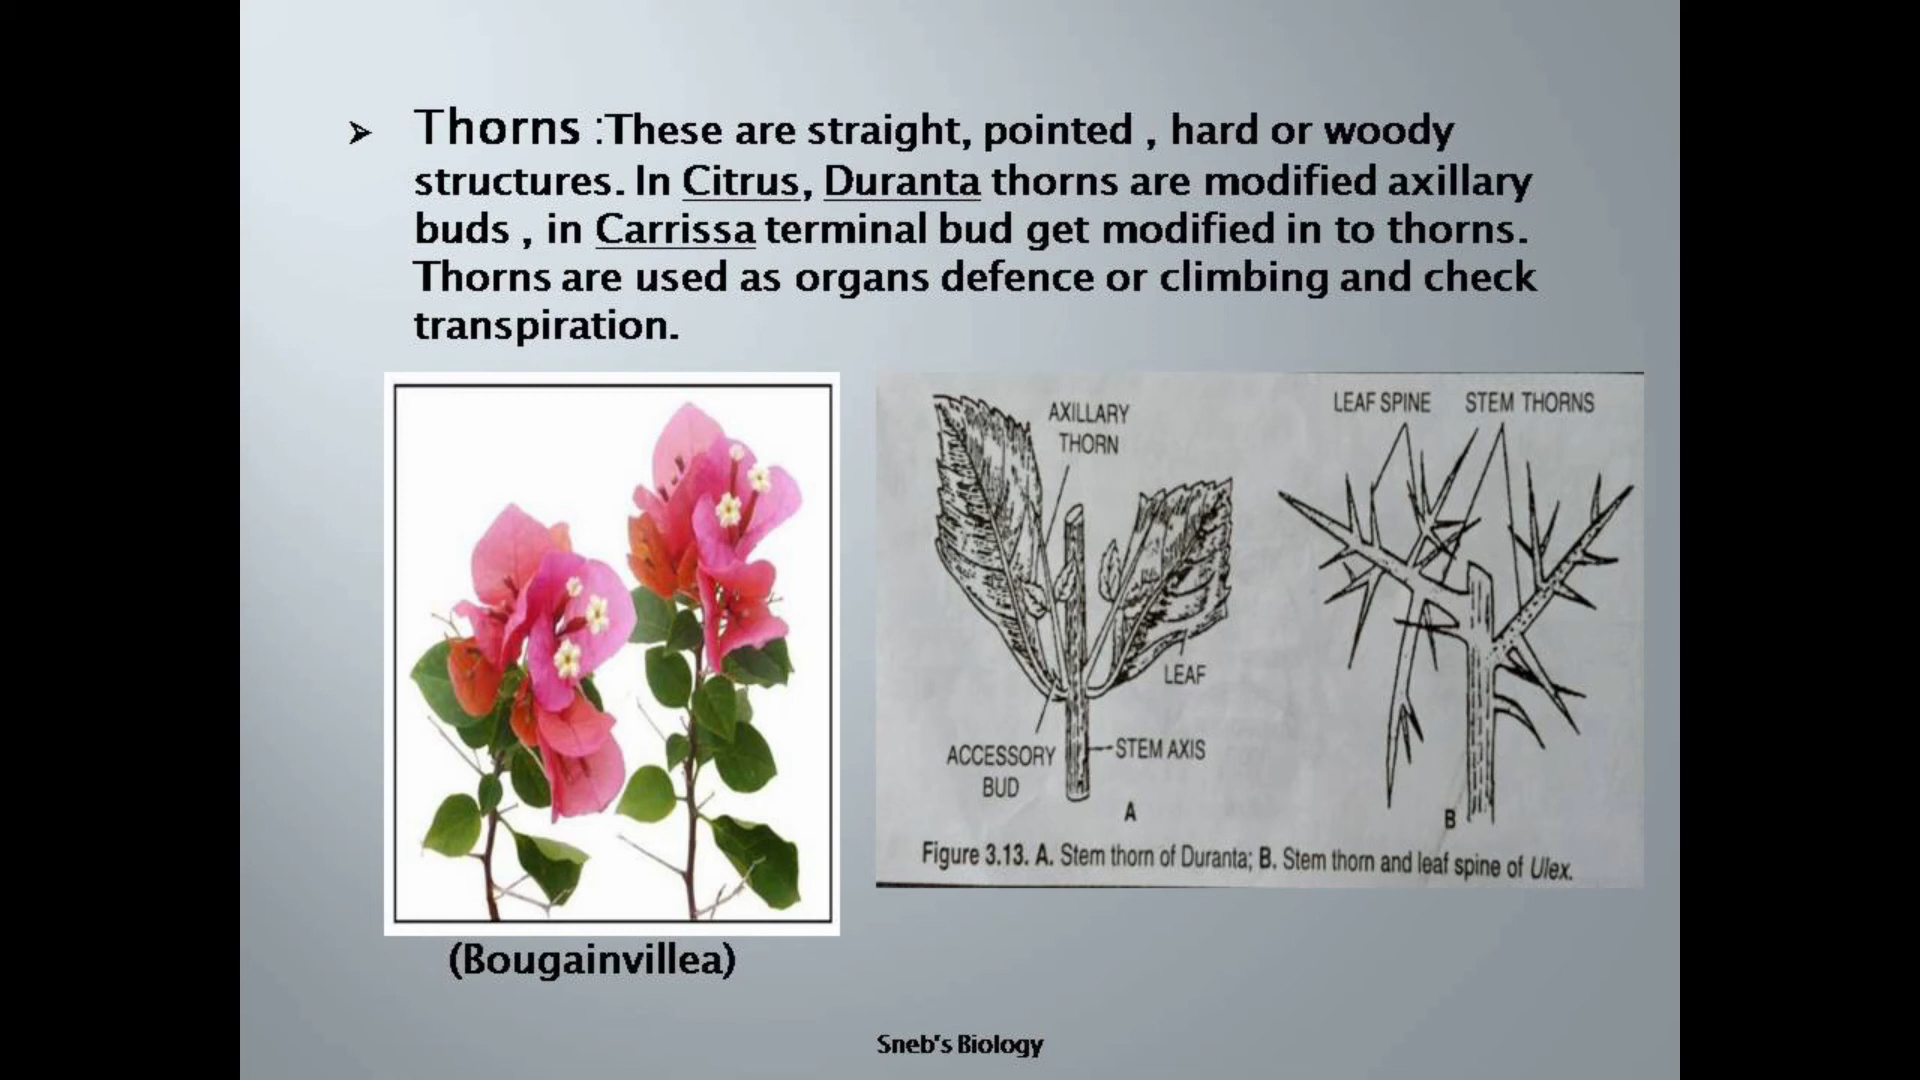 ➢ Thorns :These are straight, pointed , hard or woody
structures. In Citrus, Duranta thorns are modified axillary
buds , in Carrissa terminal bud get modified in to thorns.
Thorns are used as organs defence or climbing and check
transpiration.
AXILLARY
THORN
LEAF
ACCESSORY
BUD
STEM AXIS
A
LEAF SPINE
STEM THORNS
B
Figure 3.13. A. Stem thorn of Duranta; B. Stem thorn and leaf spine of Ulex.
(Bougainvillea)
Sneb's Biology